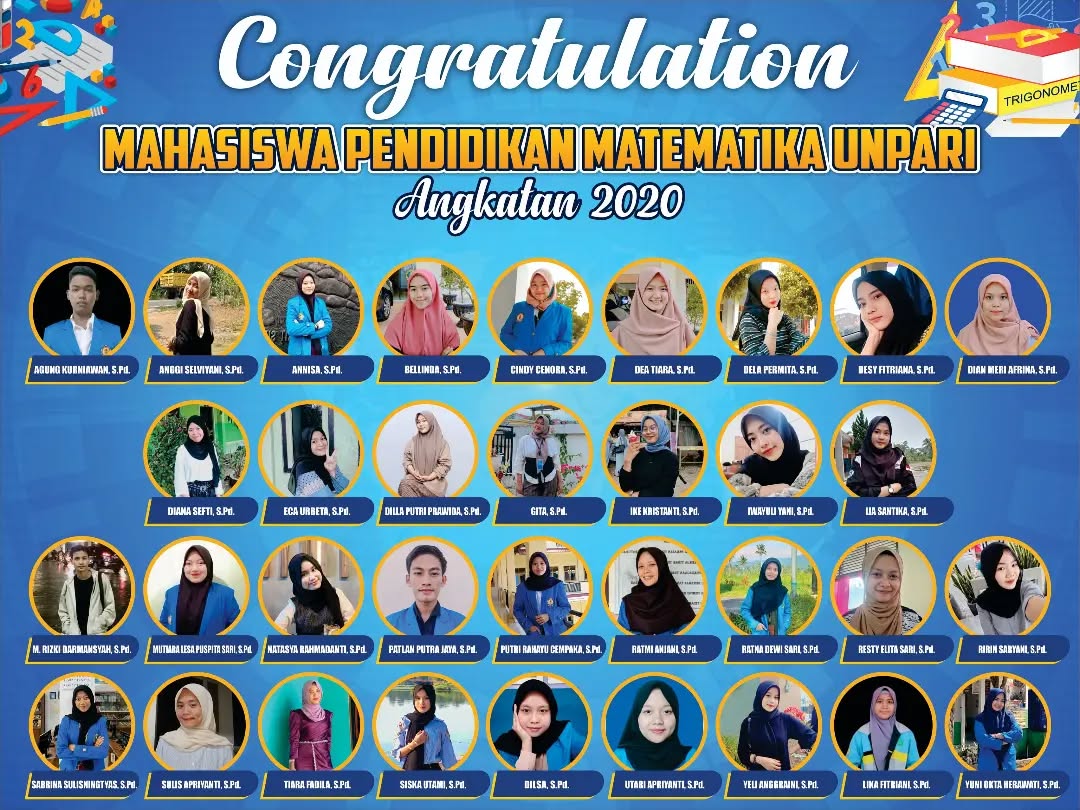 Congratulation
TRIGONOME
MAHASISWA PENDIDIKAN MATEMATIKA UNPARI
Angkatan 2020
AGUNG KURNIAWAN, S.Pd.
ANGGI SELVIYANI, S.Pd.
ANNISA, S.Pd.
BELLINDA, S.Pd.
CINDY CENORA, S.Pd.
DEA TIARA, S.Pd.
DELA PERMITA, S.Pd.
DESY FITRIANA, S.Pd.
DIAN MERI AFRINA, S.Pd.
DIANA SEFTI, S.Pd.
ECA URBETA, S.Pd.
DILLA PUTRI PRAWIDA, S.Pd.
GITA, S.Pd.
IKE KRISTANTI, S.Pd.
IWAYULI YANI, S.Pd.
LIA SANTIKA, S.Pd.
M. RIZKI DARMANSYAH, S.Pd.
MUTIARA LESA PUSPITA SARI, S.Pd.
NATASYA RAHMADANTI, S.Pd.
PATLAN PUTRA JAYA, S.Pd.
PUTRI RAHAYU CEMPAKA, S.Pd.
RATMI ANJANI, S.Pd.
RATNA DEWI SARI, S.Pd.
RESTY ELITA SARI, S.Pd.
RIRIN SABYANI, S.Pd.
SABRINA SULISNINGTYAS, S.Pd.
SULIS APRIYANTI, S.Pd.
TIARA FADILA, S.Pd.
SISKA UTAMI, S.Pd.
DILSA, S.Pd.
UTARI APRIYANTI, S.Pd.
YELI ANGGRAINI, S.Pd.
LIKA FITRIANI, S.Pd.
YUNI OKTA HERAWATI, S.Pd.